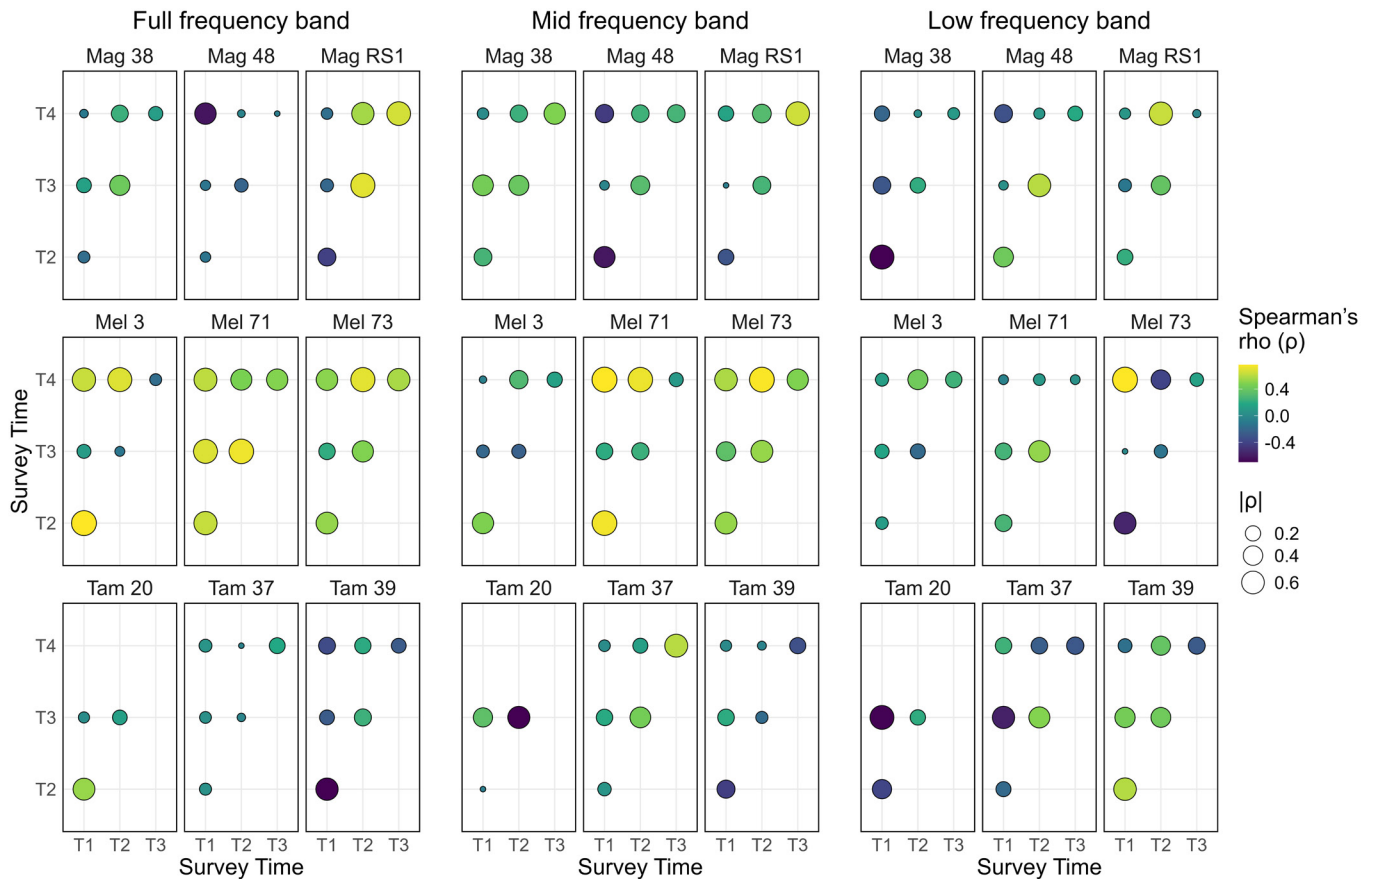 Full frequency band Mid frequency band Low frequency band
Mag 38 Mag 48 Mag RS1 Mag 38 Mag 48 Mag RS1 Mag 38 Mag 48 Mag RS1
T4
T3
T2
Mel 3 Mel 71 Mel 73 Mel 3 Mel 71 Mel 73 Mel 3 Mel 71 Mel 73
T4
T3
T2
Tam 20 Tam 37 Tam 39 Tam 20 Tam 37 Tam 39 Tam 20 Tam 37 Tam 39
T4
T3
T2
T1 T2 T3 T1 T2 T3 T1 T2 T3 T1 T2 T3 T1 T2 T3 T1 T2 T3 T1 T2 T3 T1 T2 T3 T1 T2 T3
Survey Time Survey Time Survey Time
Survey Time
Spearman’s
rho (ρ)
0.4
0.0
-0.4
|ρ|
0.2
0.4
0.6